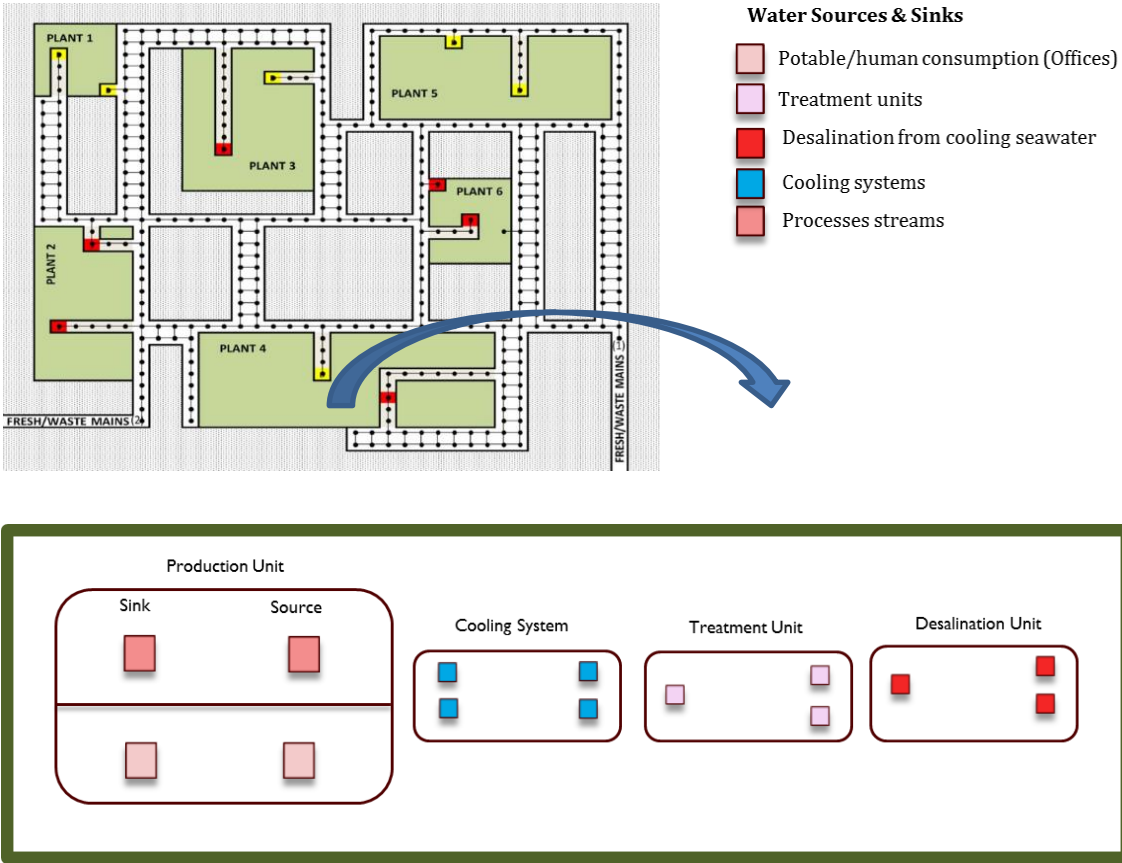 Water Sources & Sinks
Potable/human consumption (Offices)
Treatment units
Desalination from cooling seawater
Cooling systems
Processes streams
PLANT 1
PLANT 5
PLANT 3
PLANT 6
PLANT 2
PLANT 4
FRESH/WASTE MAINS (2)
FRESH/WASTE MAINS (1)
Production Unit
Sink
Source
Cooling System
Treatment Unit
Desalination Unit